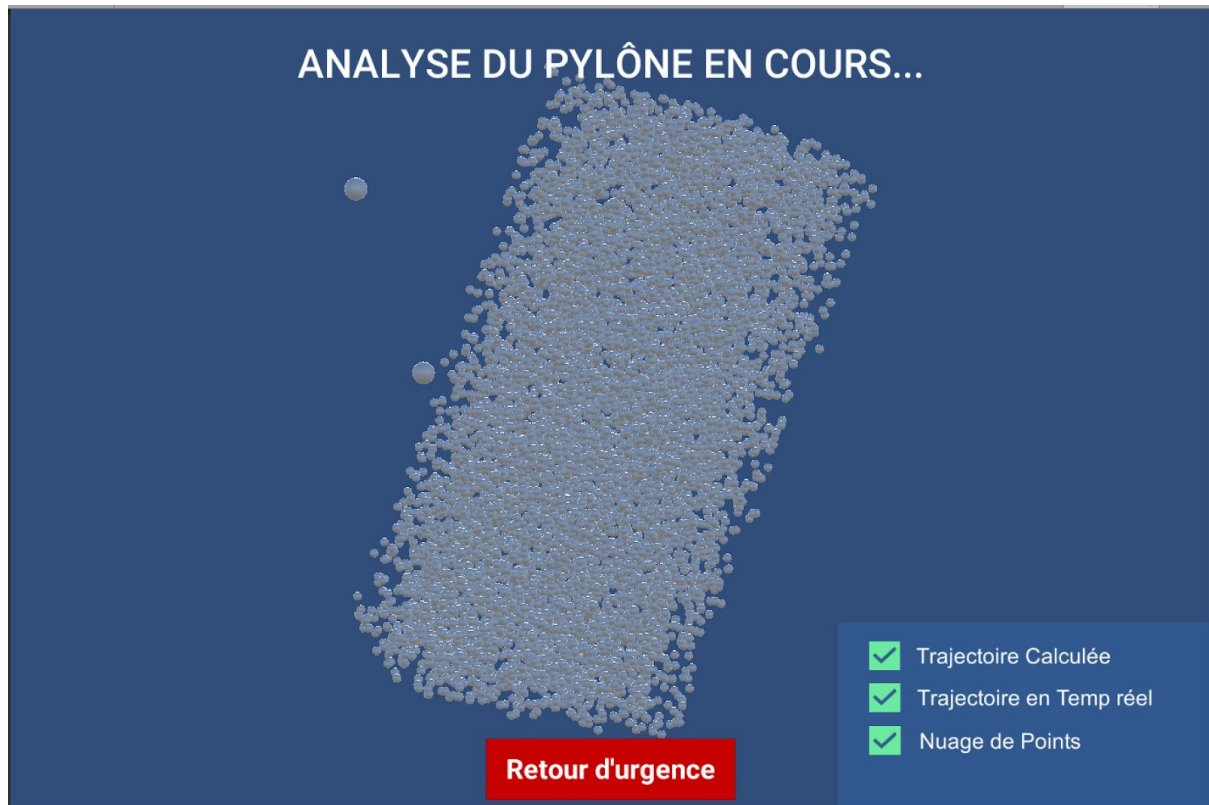 ANALYSE DU PYLÔNE EN COURS...
Trajectoire Calculée
Trajectoire en Temp réel
Nuage de Points
Retour d'urgence